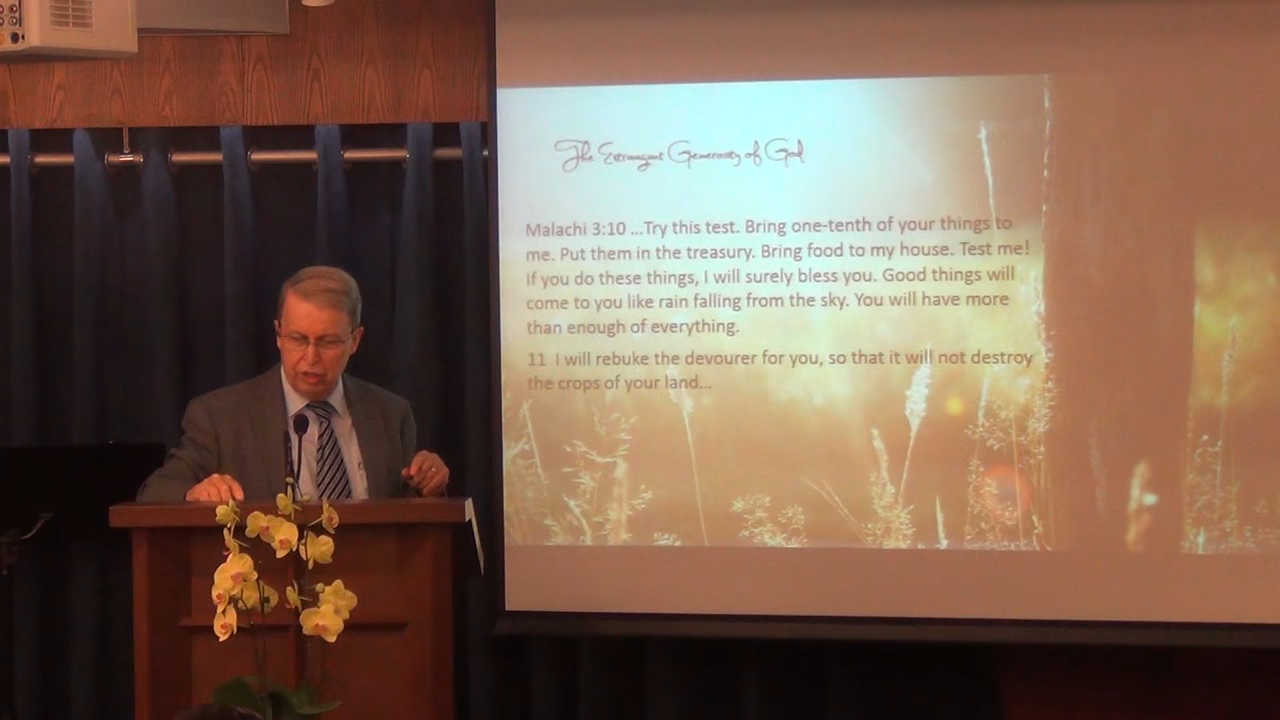 The Extravagant Generosity of God
Malachi 3:10 ...Try this test. Bring one-tenth of your things to
me. Put them in the treasury. Bring food to my house. Test me!
If you do these things, I will surely bless you. Good things will
come to you like rain falling from the sky. You will have more
than enough of everything.
11 I will rebuke the devourer for you, so that it will not destroy
the crops of your land...